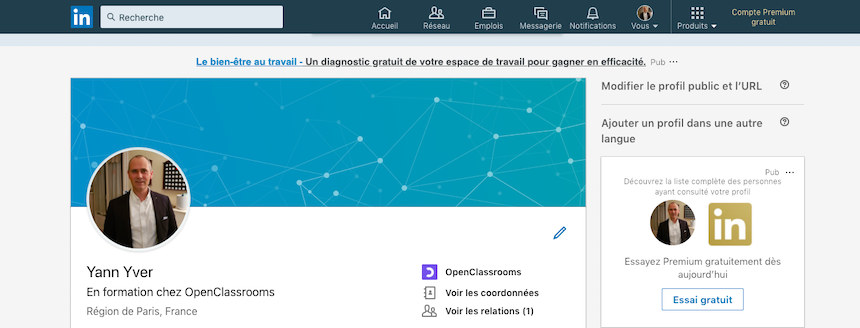 in
Recherche
Accueil
Réseau
Emplois
Messagerie
Notifications
Vous
Produits
Compte Premium
gratuit
Le bien-être au travail - Un diagnostic gratuit de votre espace de travail pour gagner en efficacité. Pub ···
Modifier le profil public et l'URL ?
Ajouter un profil dans une autre ?
langue
Pub ···
Découvrez la liste complète des personnes
ayant consulté votre profil
in
Essayez Premium gratuitement dès
aujourd'hui
Essai gratuit
Yann Yver
En formation chez OpenClassrooms
Région de Paris, France
OpenClassrooms
Voir les coordonnées
Voir les relations (1)